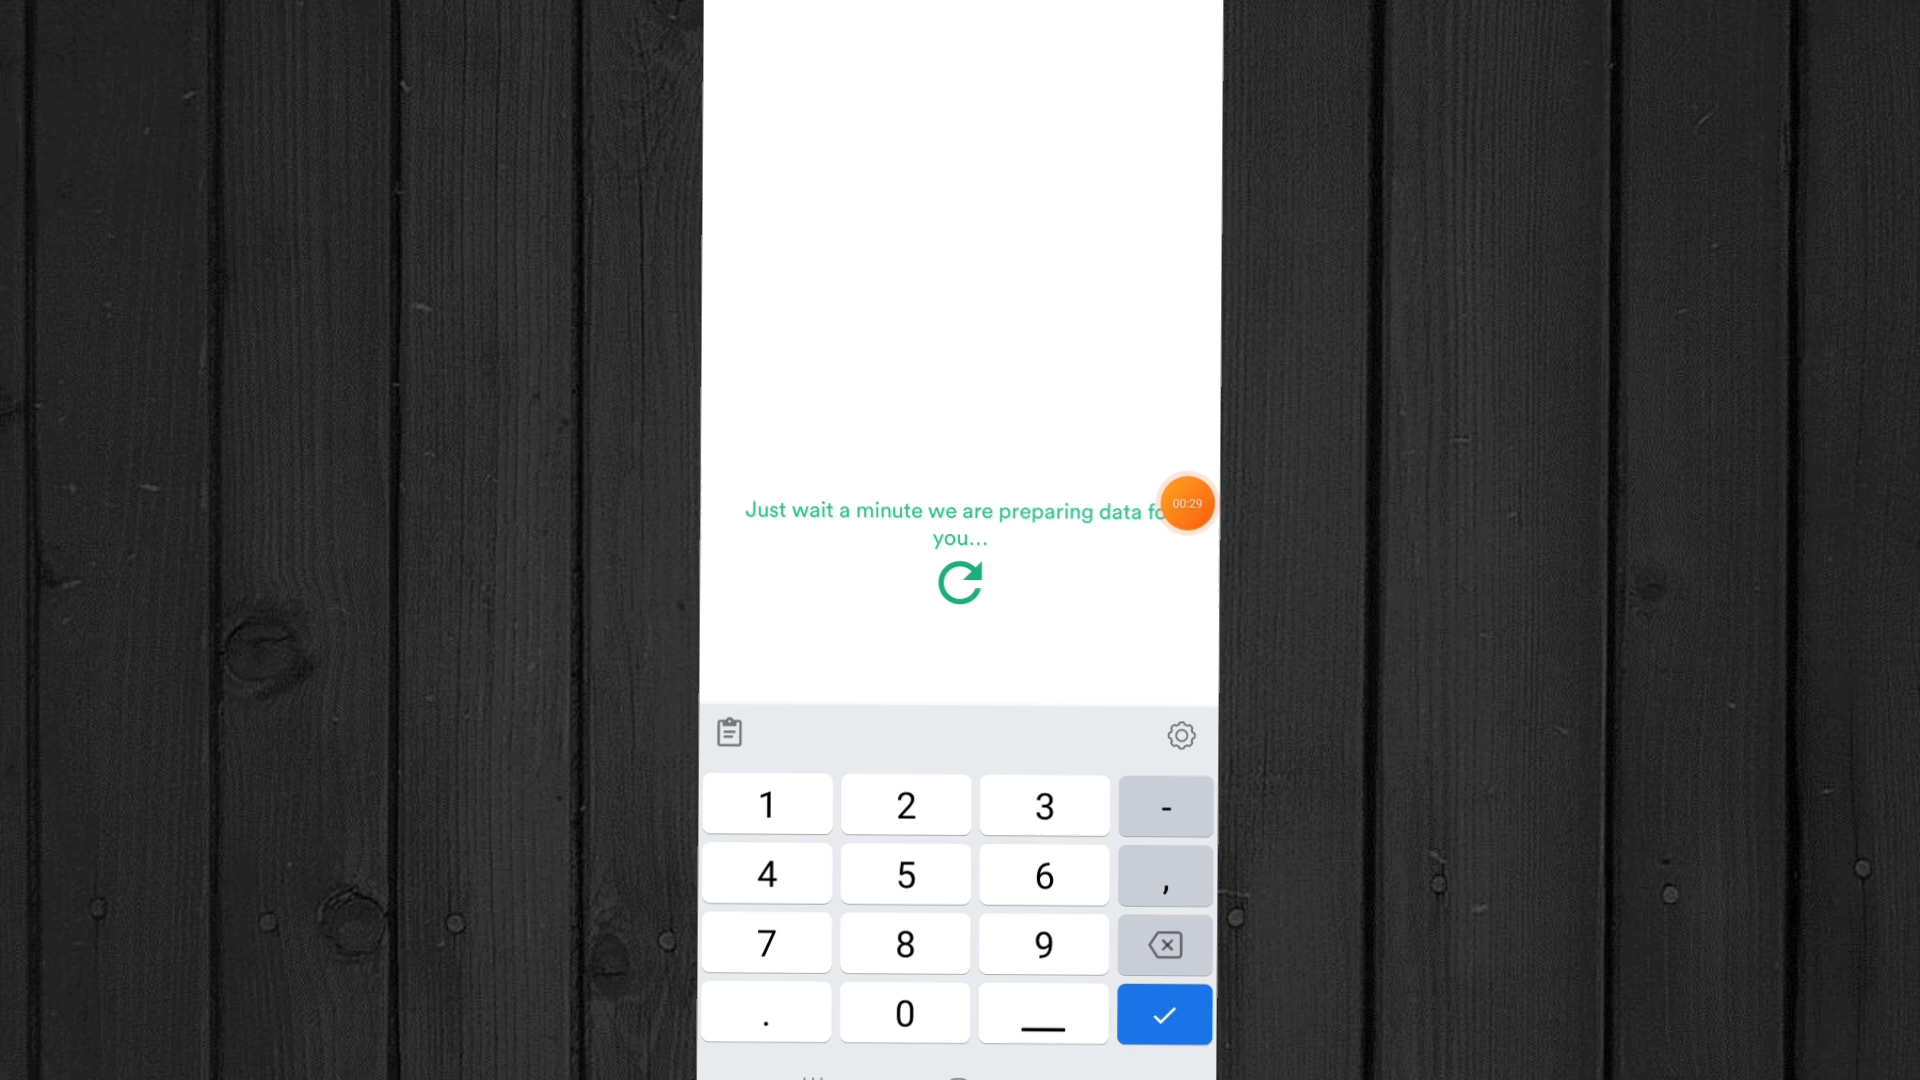 Just wait a minute we are preparing data
you...
00:29
1 2 3 -
4 5 6 ,
7 8 9
. 0